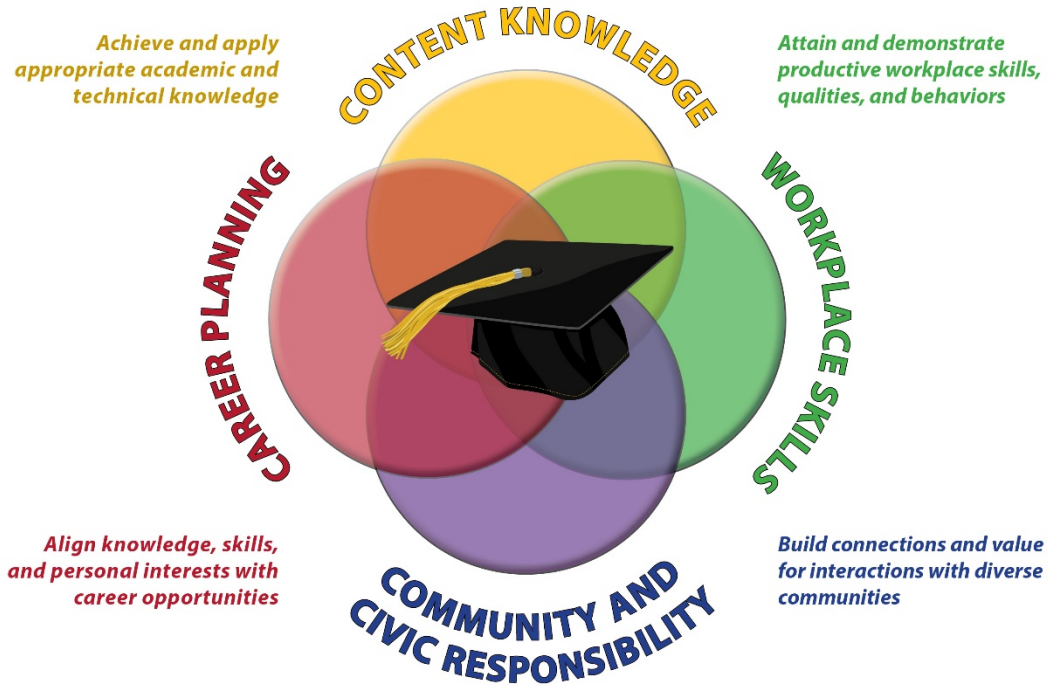 Achieve and apply
appropriate academic and
technical knowledge
CONTENT KNOWLEDGE
Attain and demonstrate
productive workplace skills,
qualities, and behaviors
CAREER PLANNING
WORKPLACE SKILLS
Align knowledge, skills,
and personal interests with
career opportunities
COMMUNITY AND
CIVIC RESPONSIBILITY
Build connections and value
for interactions with diverse
communities